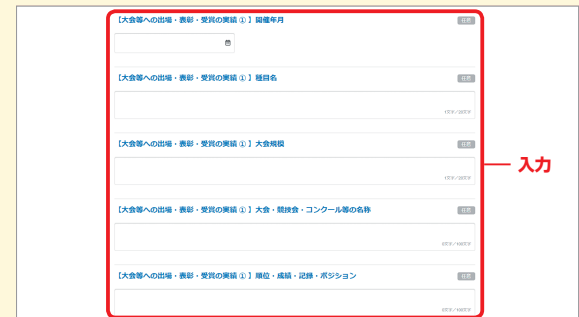 【大会等への出場・表彰・受賞の実績 ① 】開催年月
任意
【大会等への出場・表彰・受賞の実績 ① 】種目名
任意
【大会等への出場・表彰・受賞の実績 ① 】大会規模
任意
入力
【大会等への出場・表彰・受賞の実績 ① 】大会・競技会・コンクール等の名称
任意
【大会等への出場・表彰・受賞の実績 ① 】順位・成績・記録・ポジション
任意